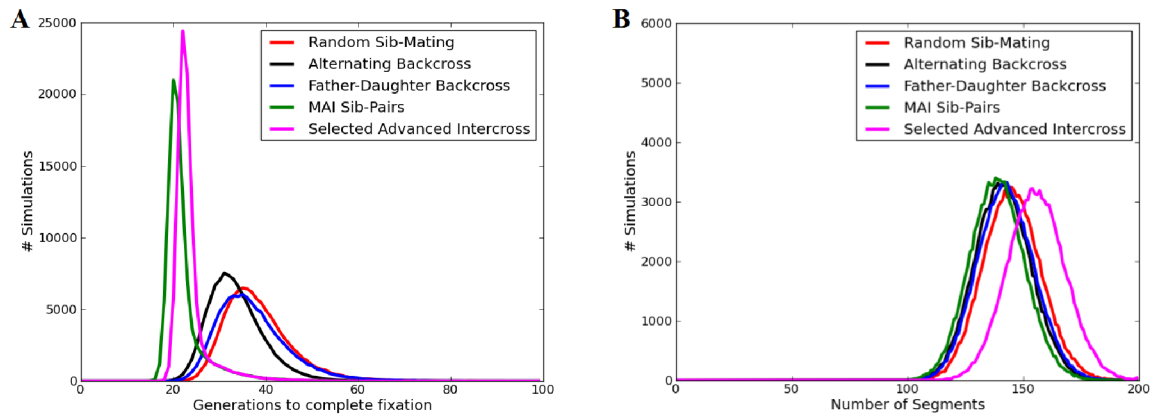 A
25000
20000
15000
10000
5000
0
# Simulations
Random Sib-Mating
Alternating Backcross
Father-Daughter Backcross
MAI Sib-Pairs
Selected Advanced Intercross
0 20 40 60 80 100
Generations to complete fixation
B
6000
5000
4000
3000
2000
1000
0
# Simulations
Random Sib-Mating
Alternating Backcross
Father-Daughter Backcross
MAI Sib-Pairs
Selected Advanced Intercross
0 50 100 150 200
Number of Segments